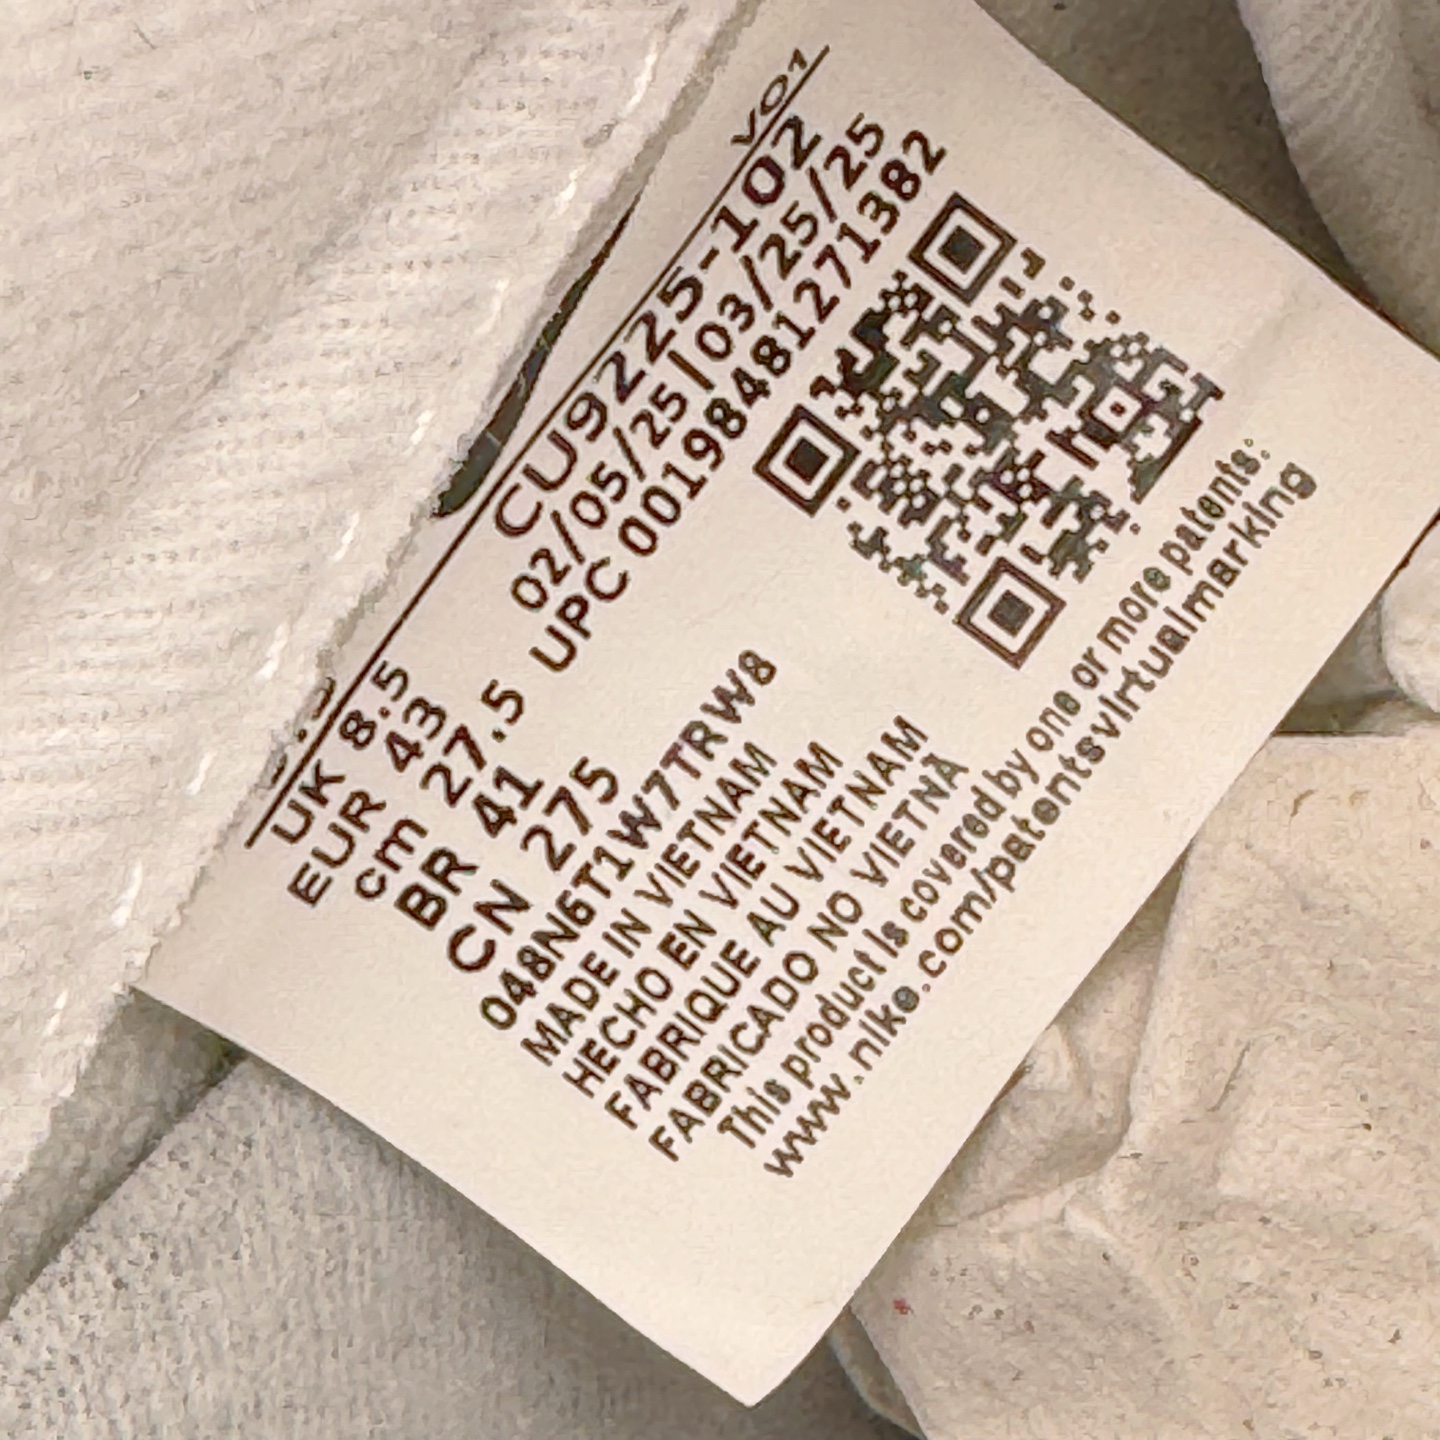 V01
UK 8.5
EUR 43
cm 27.5
BR 41
CN 275
CU9225-102
02/05/25|03/25/25
UPC 00198481271382
048N6T1W7TRW8
MADE IN VIETNAM
HECHO EN VIETNAM
FABRIQUE AU VIETNAM
FABRICADO NO VIETNÃ
This product is covered by one or more patents:
www.nike.com/patentsvirtualmarking